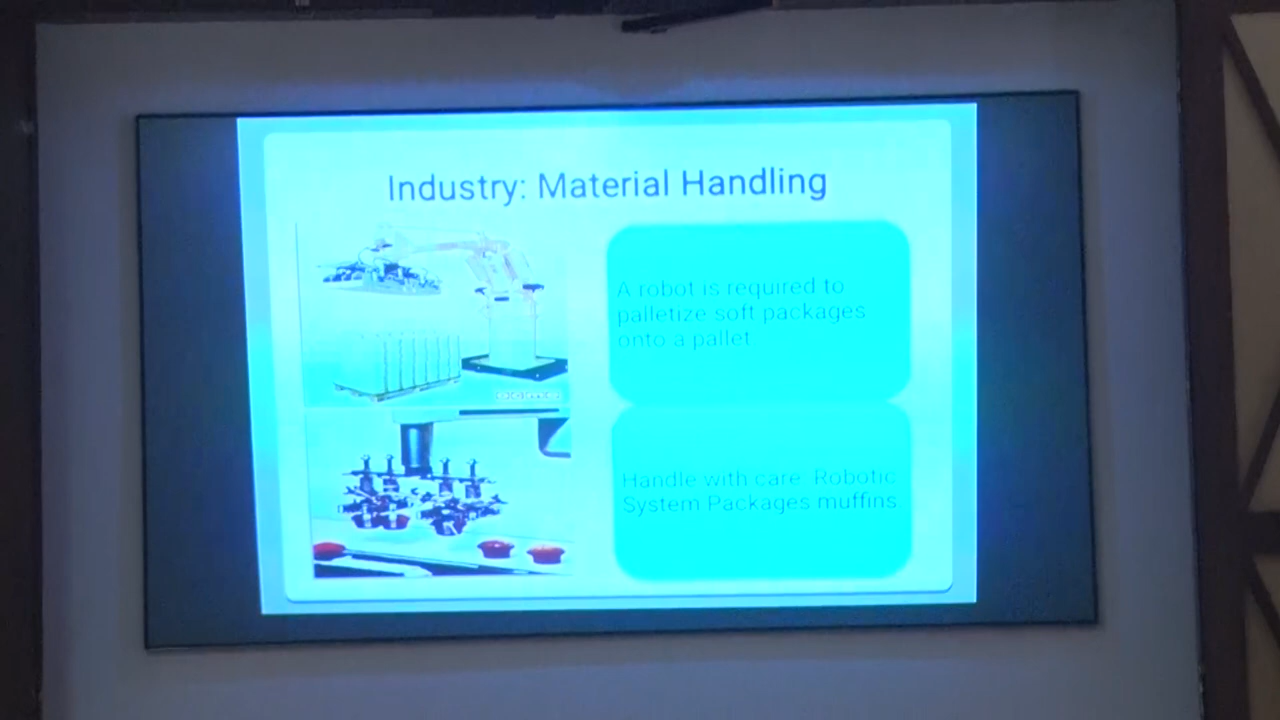 Industry: Material Handling
A robot is required to
palletize soft packages
onto a pallet
Handle with care: Robotic
System Packages muffins